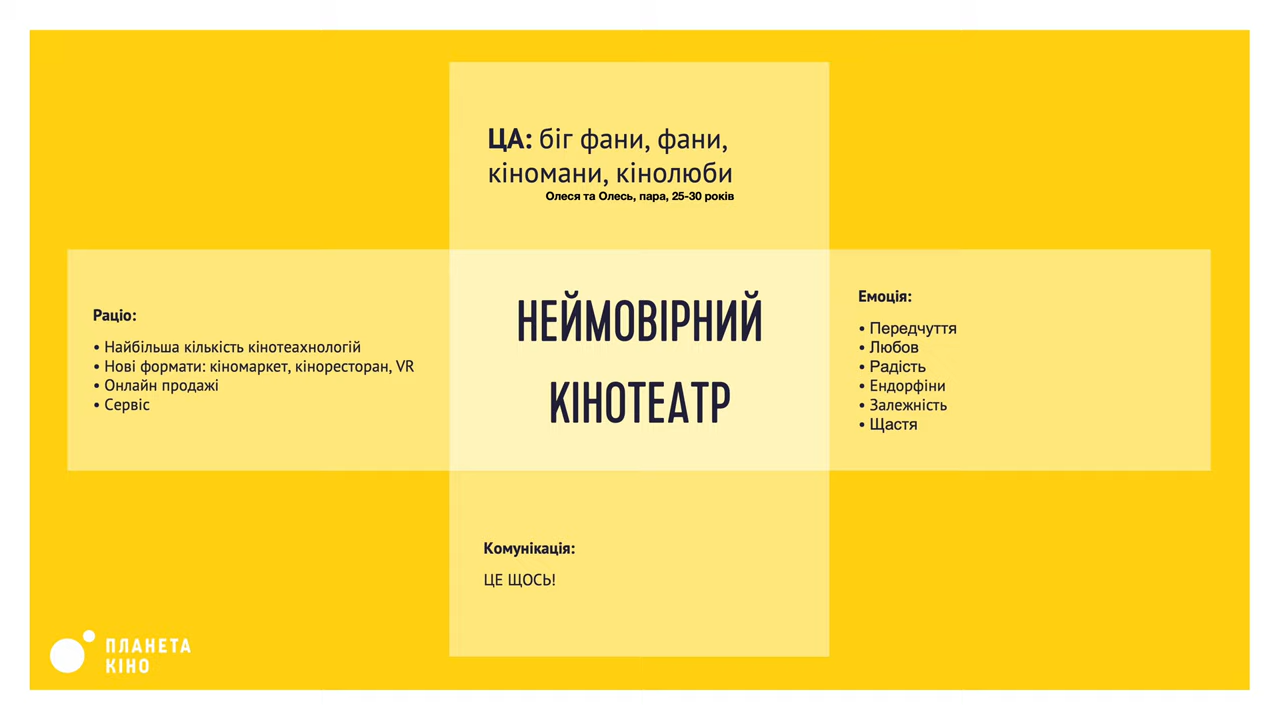 ЦА: біг фани, фани,
кіномани, кінолюби
Олеся та Олесь, пара, 25-30 років
Раціо:
• Найбільша кількість кінотеахнологій
• Нові формати: кіномаркет, кіноресторан, VR
• Онлайн продажі
• Сервіс
НЕЙМОВІРНИЙ
КІНОТЕАТР
Емоція:
• Передчуття
• Любов
• Радість
• Ендорфіни
• Залежність
• Щастя
Комунікація:
ЦЕ ЩОСЬ!
ПЛАНЕТА
КІНО